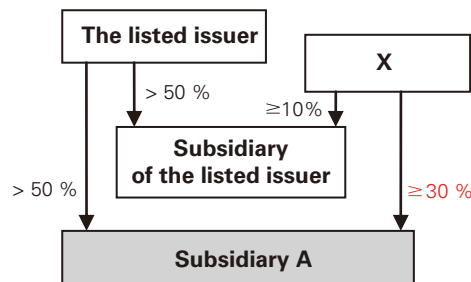 The listed issuer
X
> 50 %
≥10%
Subsidiary
of the listed issuer
> 50 %
≥30 %
Subsidiary A